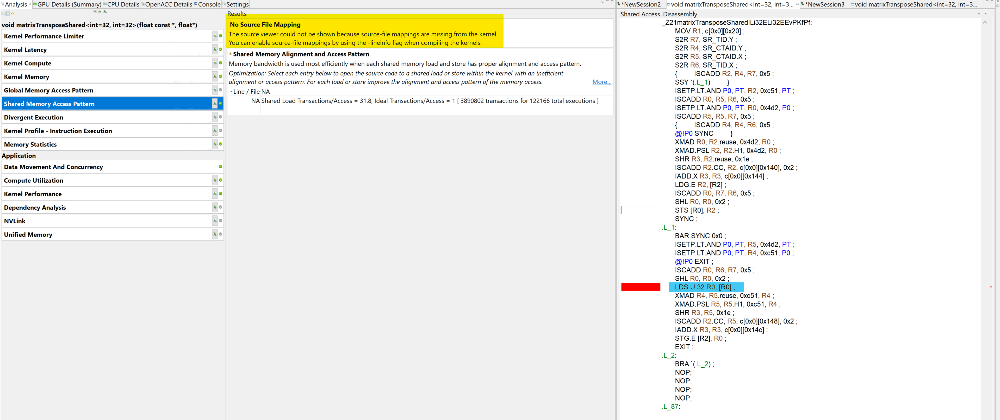 Analysis GPU Details (Summary) CPU Details OpenACC Details Console Settings
void matrixTransposeShared<int=32, int=32>(float const *, float*)
Kernel Performance Limiter
Kernel Latency
Kernel Compute
Kernel Memory
Global Memory Access Pattern
Shared Memory Access Pattern
Divergent Execution
Kernel Profile - Instruction Execution
Memory Statistics
Application
Data Movement And Concurrency
Compute Utilization
Kernel Performance
Dependency Analysis
NVLink
Unified Memory
Results
No Source File Mapping
The source viewer could not be shown because source-file mappings are missing from the kernel.
You can enable source-file mappings by using the -lineinfo flag when compiling the kernels.
Shared Memory Alignment and Access Pattern
Memory bandwidth is used most efficiently when each shared memory load and store has proper alignment and access pattern.
Optimization: Select each entry below to open the source code to a shared load or store within the kernel with an inefficient
alignment or access pattern. For each load or store improve the alignment and access pattern of the memory access. More...
Line / File NA
NA Shared Load Transactions/Access = 31.8, Ideal Transactions/Access = 1 [ 3890802 transactions for 122166 total executions ]
*NewSession2 void matrixTransposeShared<int=32, int=3... *NewSession3 void matrixTransposeShared<int=32, int=3...
Shared Access Disassembly
_Z21matrixTransposeSharedILi32ELi32EEvPKfPf:
MOV R1, c[0x0][0x20] ;
S2R R7, SR_TID.Y ;
S2R R4, SR_CTAID.Y ;
S2R R5, SR_CTAID.X ;
S2R R6, SR_TID.X ;
{ ISCADD R2, R4, R7, 0x5 ;
SSY `(.L_1) }
ISETP.LT.AND P0, PT, R2, 0xc51, PT ;
ISCADD R0, R5, R6, 0x5 ;
ISETP.LT.AND P0, PT, R0, 0x4d2, P0 ;
ISCADD R5, R5, R7, 0x5 ;
{ ISCADD R4, R4, R6, 0x5 ;
@!P0 SYNC }
XMAD R0, R2.reuse, 0x4d2, R0 ;
XMAD.PSL R2, R2.H1, 0x4d2, R0 ;
SHR R3, R2.reuse, 0x1e ;
ISCADD R2.CC, R2, c[0x0][0x140], 0x2 ;
IADD.X R3, R3, c[0x0][0x144] ;
LDG.E R2, [R2] ;
ISCADD R0, R7, R6, 0x5 ;
SHL R0, R0, 0x2 ;
STS [R0], R2 ;
SYNC ;
.L_1:
BAR.SYNC 0x0 ;
ISETP.LT.AND P0, PT, R5, 0x4d2, PT ;
ISETP.LT.AND P0, PT, R4, 0xc51, P0 ;
@!P0 EXIT ;
ISCADD R0, R6, R7, 0x5 ;
SHL R0, R0, 0x2 ;
LDS.U.32 R0, [R0] ;
XMAD R4, R5.reuse, 0xc51, R4 ;
XMAD.PSL R5, R5.H1, 0xc51, R4 ;
SHR R3, R5, 0x1e ;
ISCADD R2.CC, R5, c[0x0][0x148], 0x2 ;
IADD.X R3, R3, c[0x0][0x14c] ;
STG.E [R2], R0 ;
EXIT ;
.L_2:
BRA `(.L_2) ;
NOP;
NOP;
NOP;
NOP;
.L_87: